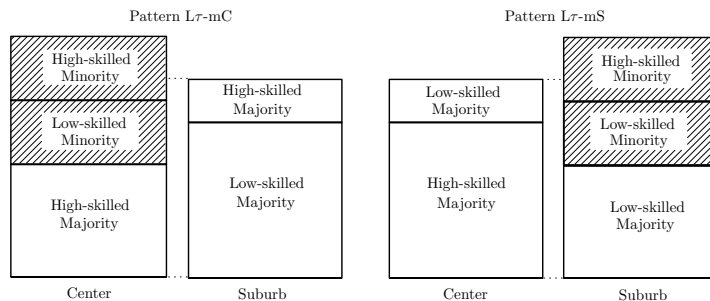 Pattern Lτ-mC
High-skilled
Minority
Low-skilled
Minority
High-skilled
Majority
Center
High-skilled
Majority
Low-skilled
Majority
Suburb
Pattern Lτ-mS
Low-skilled
Majority
High-skilled
Majority
Center
High-skilled
Minority
Low-skilled
Minority
Low-skilled
Majority
Suburb